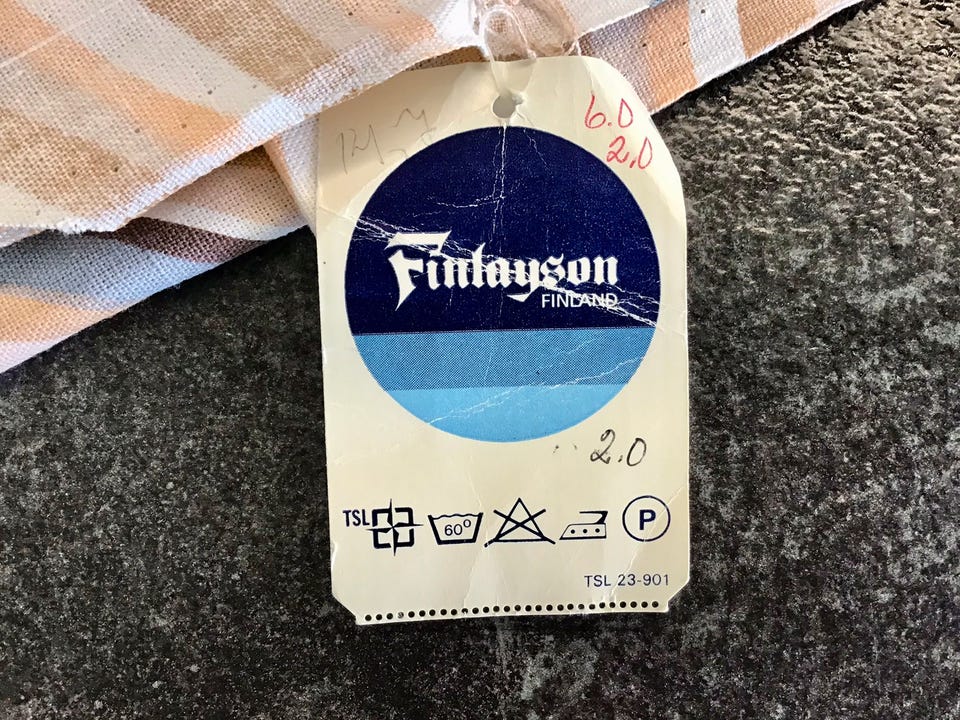 6.0
2.0
Finlayson
FINLAND
2.0
TSL 60° P
TSL 23-901